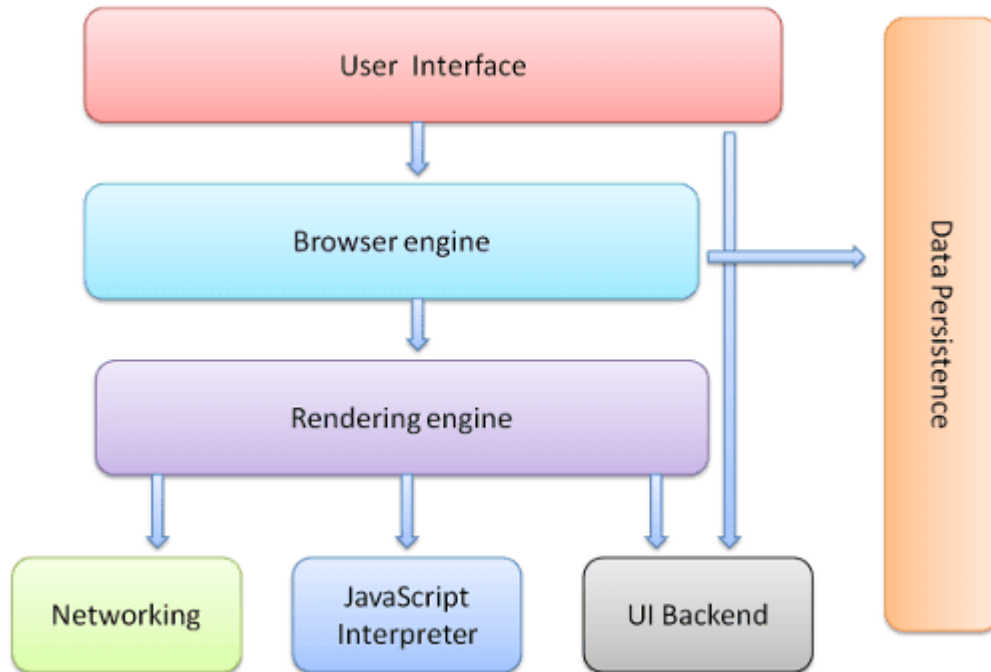 User Interface
Browser engine
Data Persistence
Rendering engine
Networking
JavaScript
Interpreter
UI Backend